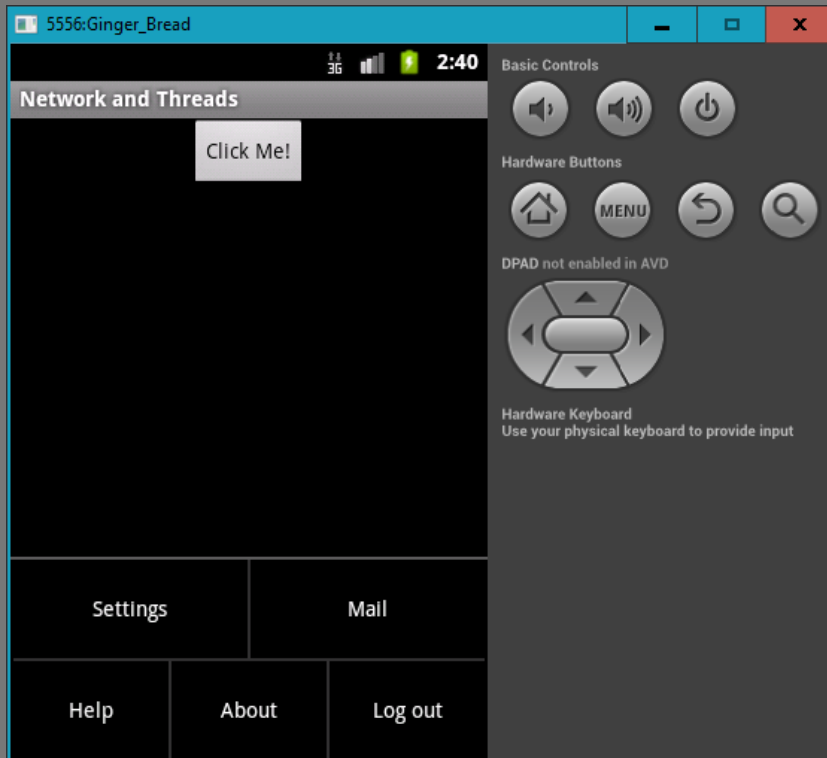 5556:Ginger_Bread
3G 2:40
Network and Threads
Click Me!
Settings Mail
Help About Log out
Basic Controls
Hardware Buttons
MENU
DPAD not enabled in AVD
Hardware Keyboard
Use your physical keyboard to provide input